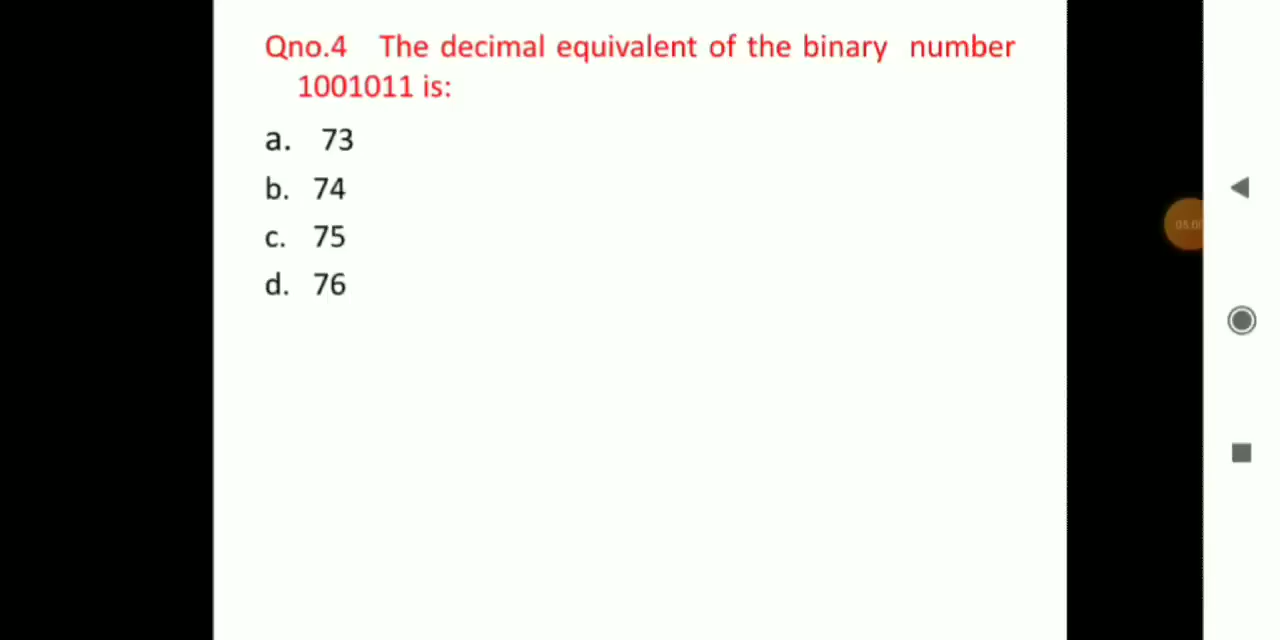 Qno.4 The decimal equivalent of the binary number
1001011 is:
a. 73
b. 74
c. 75
d. 76